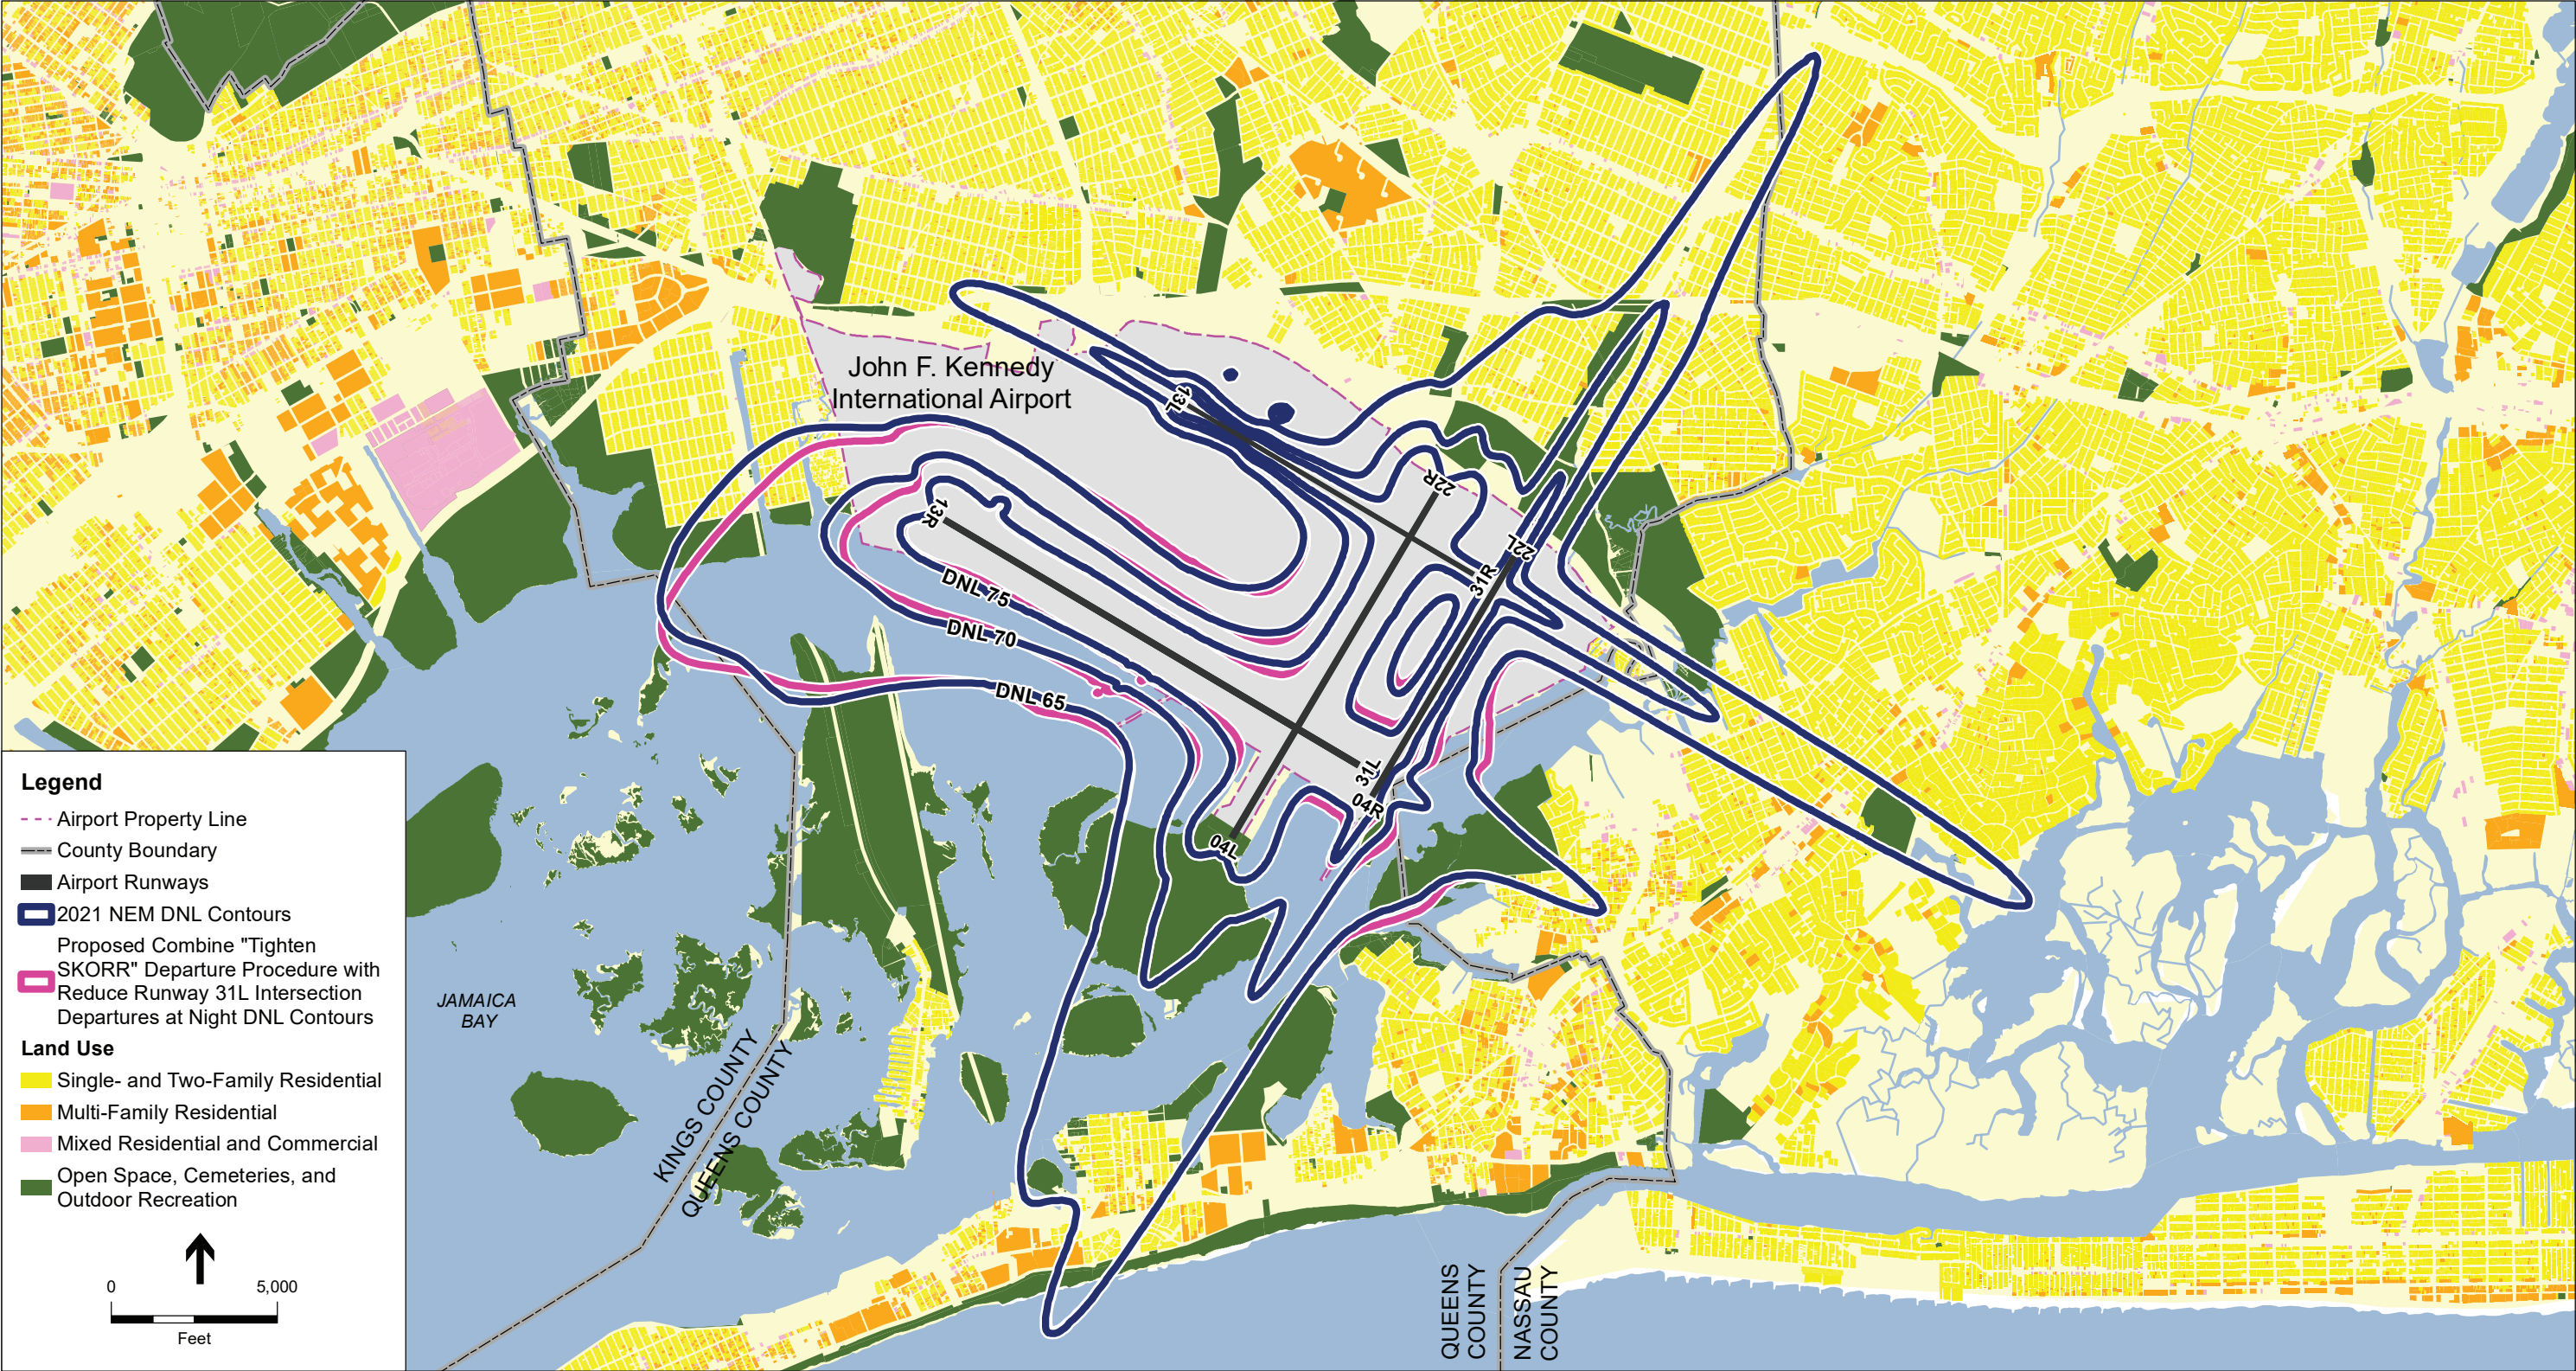 John F. Kennedy
International Airport
13L
22R
13R
22L
31R
DNL 75
DNL 70
DNL 65
31L
04R
04L
Legend
Airport Property Line
County Boundary
Airport Runways
2021 NEM DNL Contours
Proposed Combine "Tighten
SKORR" Departure Procedure with
Reduce Runway 31L Intersection
Departures at Night DNL Contours
Land Use
Single- and Two-Family Residential
Multi-Family Residential
Mixed Residential and Commercial
Open Space, Cemeteries, and
Outdoor Recreation
0 5,000
Feet
JAMAICA
BAY
KINGS COUNTY
QUEENS COUNTY
QUEENS
COUNTY
NASSAU
COUNTY